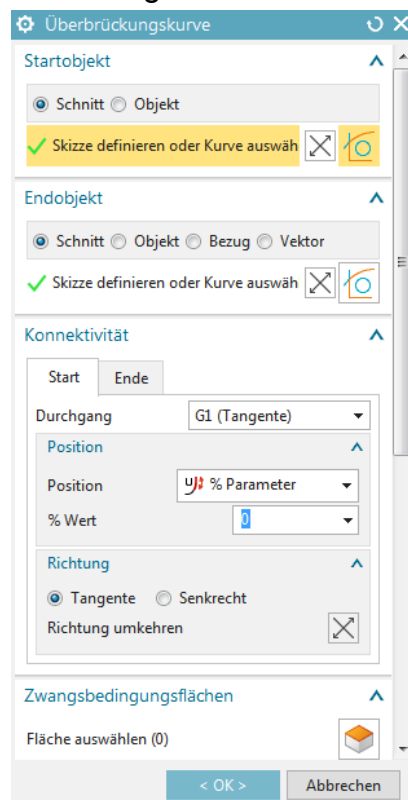 Überbrückungskurve
Startobjekt
Schnitt Objekt
Skizze definieren oder Kurve auswäh
Endobjekt
Schnitt Objekt Bezug Vektor
Skizze definieren oder Kurve auswäh
Konnektivität
Start Ende
Durchgang G1 (Tangente)
Position
Position % Parameter
% Wert 0
Richtung
Tangente Senkrecht
Richtung umkehren
Zwangsbedingungsflächen
Fläche auswählen (0)
< OK > Abbrechen